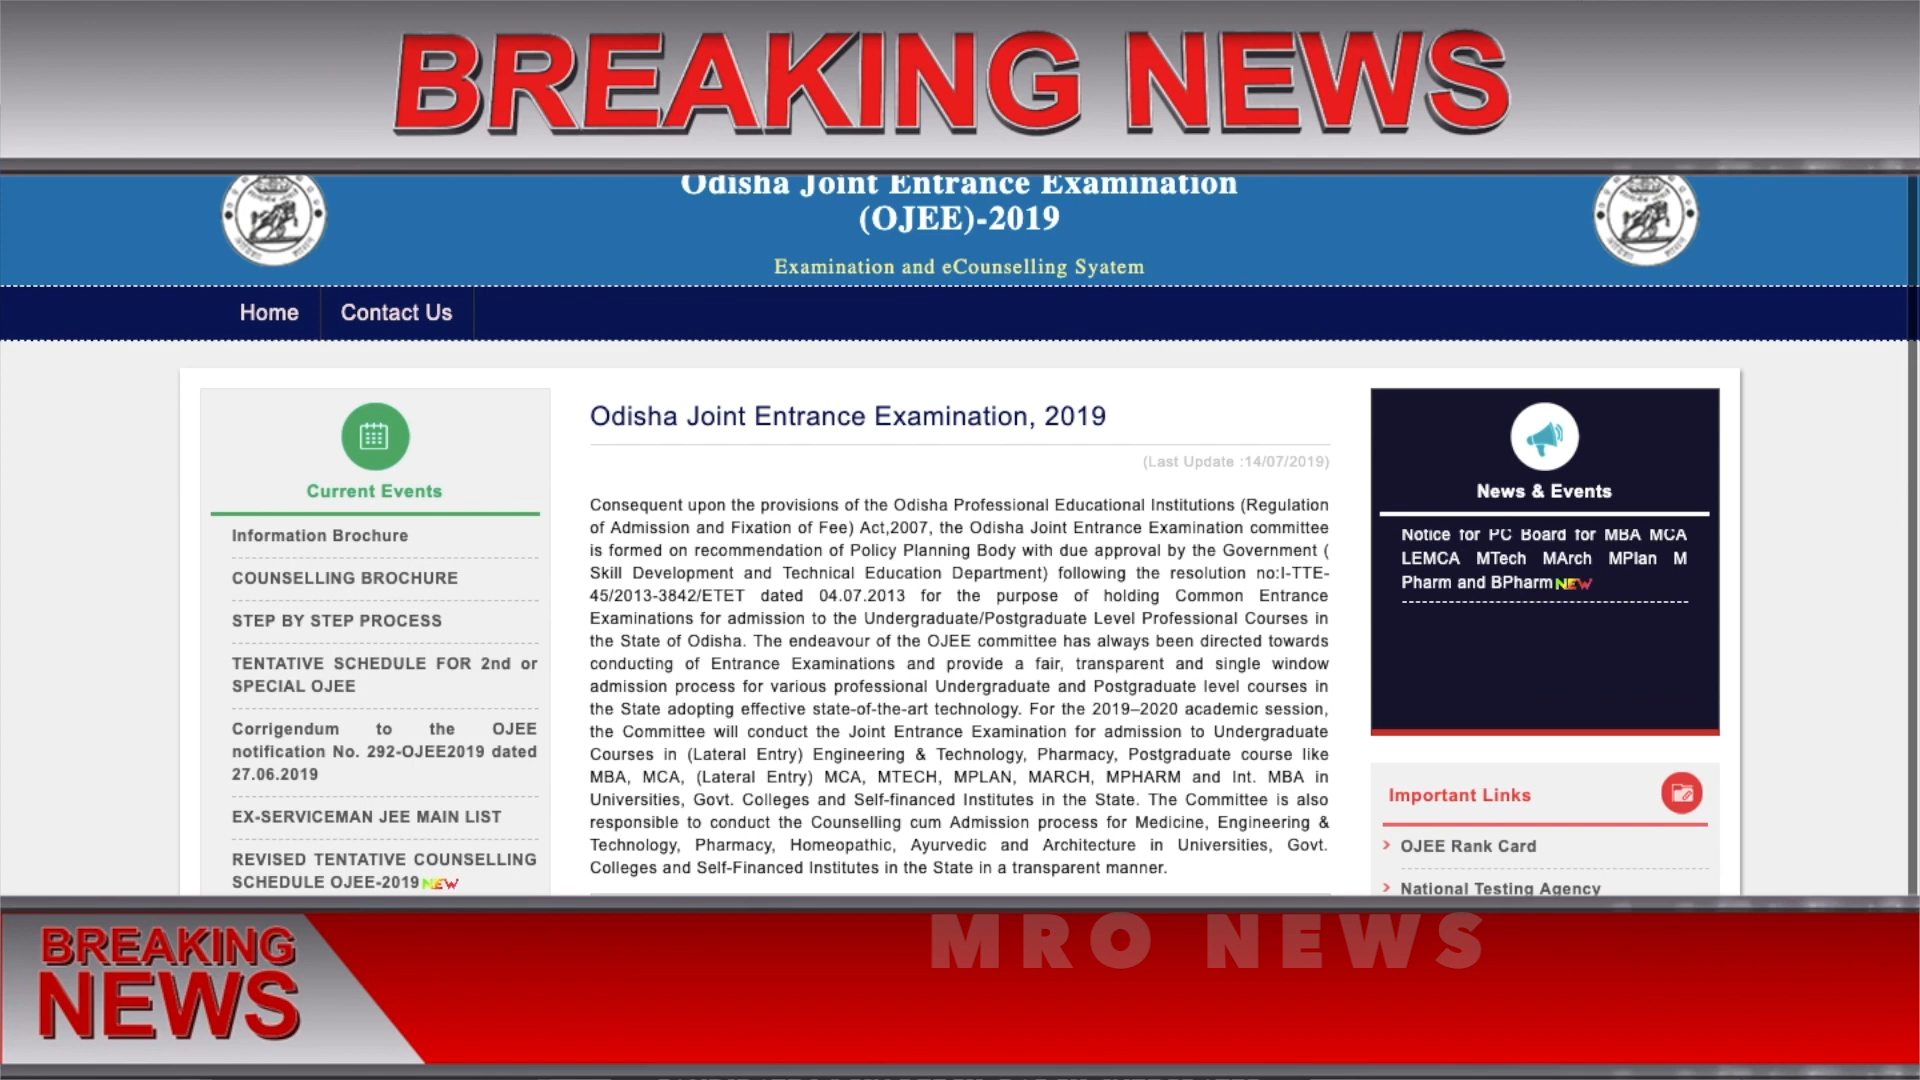 BREAKING NEWS
Odisha Joint Entrance Examination
(OJEE)-2019
Examination and eCounselling Syatem
Home
Contact Us
Current Events
Information Brochure
COUNSELLING BROCHURE
STEP BY STEP PROCESS
TENTATIVE SCHEDULE FOR 2nd or
SPECIAL OJEE
Corrigendum to the OJEE
notification No. 292-OJEE2019 dated
27.06.2019
EX-SERVICEMAN JEE MAIN LIST
REVISED TENTATIVE COUNSELLING
SCHEDULE OJEE-2019 NEW
Odisha Joint Entrance Examination, 2019
(Last Update :14/07/2019)
Consequent upon the provisions of the Odisha Professional Educational Institutions (Regulation
of Admission and Fixation of Fee) Act,2007, the Odisha Joint Entrance Examination committee
is formed on recommendation of Policy Planning Body with due approval by the Government (
Skill Development and Technical Education Department) following the resolution no:I-TTE-
45/2013-3842/ETET dated 04.07.2013 for the purpose of holding Common Entrance
Examinations for admission to the Undergraduate/Postgraduate Level Professional Courses in
the State of Odisha. The endeavour of the OJEE committee has always been directed towards
conducting of Entrance Examinations and provide a fair, transparent and single window
admission process for various professional Undergraduate and Postgraduate level courses in
the State adopting effective state-of-the-art technology. For the 2019–2020 academic session,
the Committee will conduct the Joint Entrance Examination for admission to Undergraduate
Courses in (Lateral Entry) Engineering & Technology, Pharmacy, Postgraduate course like
MBA, MCA, (Lateral Entry) MCA, MTECH, MPLAN, MARCH, MPHARM and Int. MBA in
Universities, Govt. Colleges and Self-financed Institutes in the State. The Committee is also
responsible to conduct the Counselling cum Admission process for Medicine, Engineering &
Technology, Pharmacy, Homeopathic, Ayurvedic and Architecture in Universities, Govt.
Colleges and Self-Financed Institutes in the State in a transparent manner.
News & Events
Notice for PC Board for MBA MCA
LEMCA MTech MArch MPlan M
Pharm and BPharm NEW
Important Links
OJEE Rank Card
National Testing Agency
BREAKING
NEWS
MRO NEWS